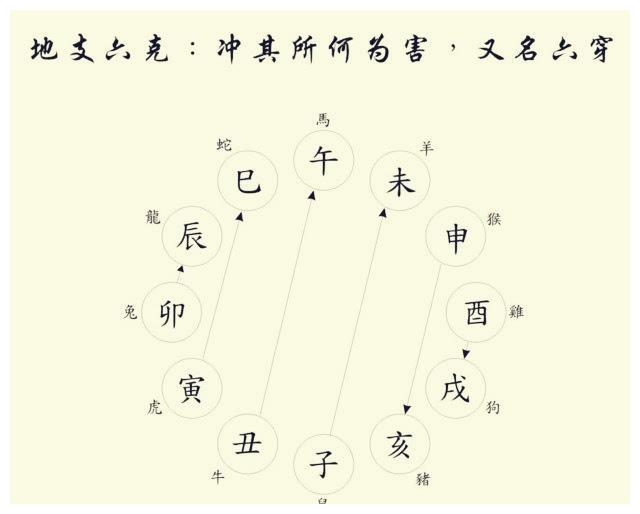 地支六克：冲其所何为害，又名六穿
馬
蛇
羊
午
巳
未
龍
猴
辰
申
兔
雞
卯
酉
寅
戌
虎
狗
丑
亥
子
牛
豬
鼠